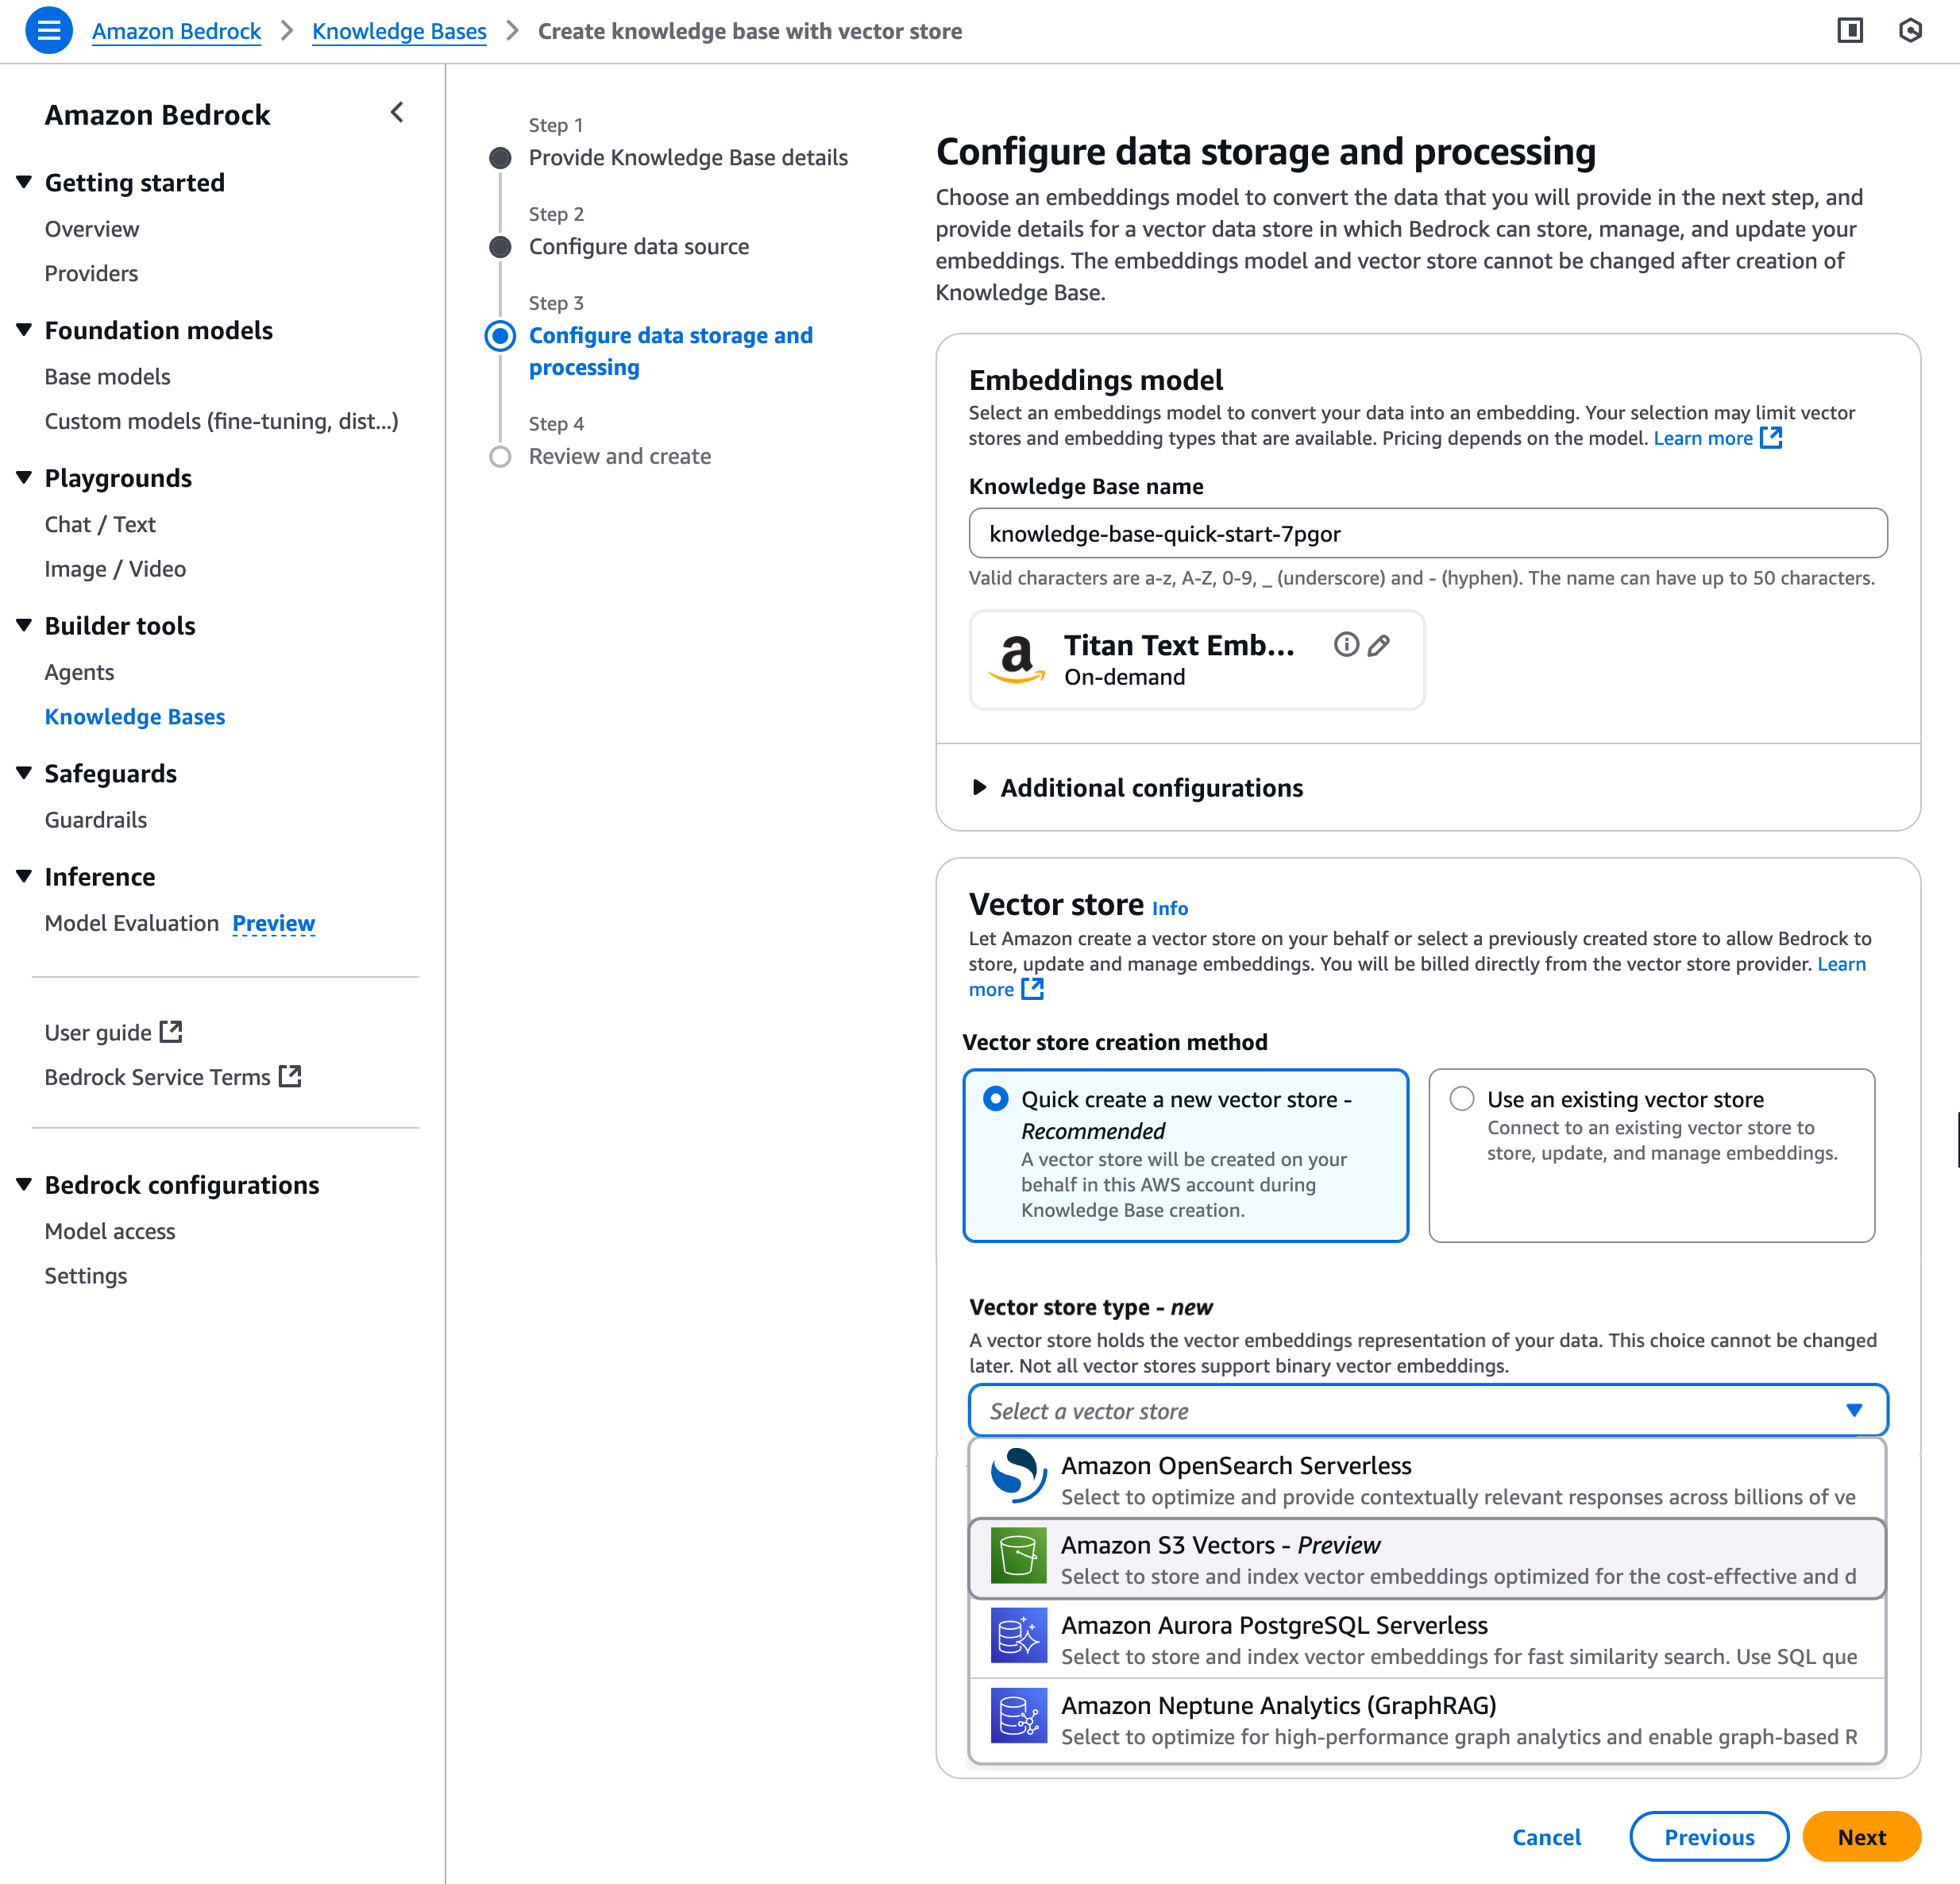 Amazon Bedrock > Knowledge Bases > Create knowledge base with vector store
Amazon Bedrock
Getting started
Overview
Providers
Foundation models
Base models
Custom models (fine-tuning, dist...)
Playgrounds
Chat / Text
Image / Video
Builder tools
Agents
Knowledge Bases
Safeguards
Guardrails
Inference
Model Evaluation Preview
User guide
Bedrock Service Terms
Bedrock configurations
Model access
Settings
Step 1
Provide Knowledge Base details
Step 2
Configure data source
Step 3
Configure data storage and
processing
Step 4
Review and create
Configure data storage and processing
Choose an embeddings model to convert the data that you will provide in the next step, and
provide details for a vector data store in which Bedrock can store, manage, and update your
embeddings. The embeddings model and vector store cannot be changed after creation of
Knowledge Base.
Embeddings model
Select an embeddings model to convert your data into an embedding. Your selection may limit vector
stores and embedding types that are available. Pricing depends on the model. Learn more
Knowledge Base name
knowledge-base-quick-start-7pgor
Valid characters are a-z, A-Z, 0-9, _ (underscore) and - (hyphen). The name can have up to 50 characters.
Titan Text Emb...
On-demand
Additional configurations
Vector store Info
Let Amazon create a vector store on your behalf or select a previously created store to allow Bedrock to
store, update and manage embeddings. You will be billed directly from the vector store provider. Learn
more
Vector store creation method
Quick create a new vector store -
Recommended
A vector store will be created on your
behalf in this AWS account during
Knowledge Base creation.
Use an existing vector store
Connect to an existing vector store to
store, update, and manage embeddings.
Vector store type - new
A vector store holds the vector embeddings representation of your data. This choice cannot be changed
later. Not all vector stores support binary vector embeddings.
Select a vector store
Amazon OpenSearch Serverless
Select to optimize and provide contextually relevant responses across billions of ve
Amazon S3 Vectors - Preview
Select to store and index vector embeddings optimized for the cost-effective and d
Amazon Aurora PostgreSQL Serverless
Select to store and index vector embeddings for fast similarity search. Use SQL que
Amazon Neptune Analytics (GraphRAG)
Select to optimize for high-performance graph analytics and enable graph-based R
Cancel
Previous
Next